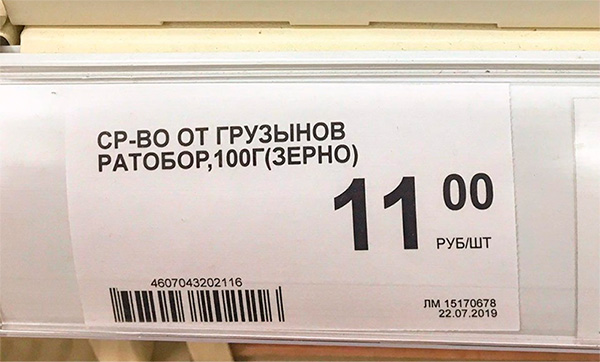 СР-ВО ОТ ГРУЗЫНОВ
РАТОБОР,100Г(ЗЕРНО)
11 00
РУБ/ШТ
4607043202116
ЛМ 15170678
22.07.2019